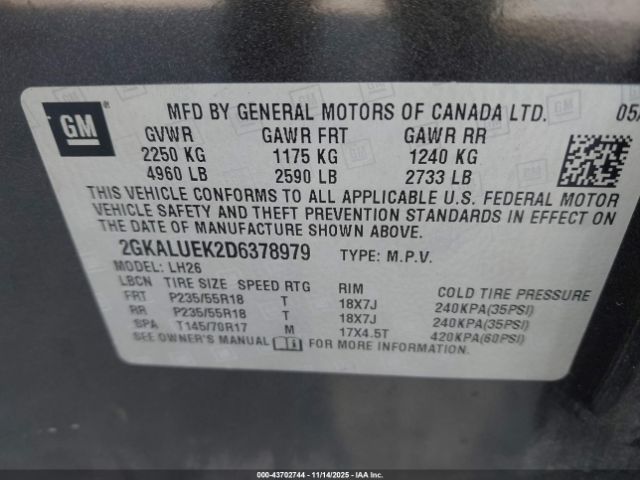 GM
MFD BY GENERAL MOTORS OF CANADA LTD. 05/
GVWR GAWR FRT GAWR RR
2250 KG 1175 KG 1240 KG
4960 LB 2590 LB 2733 LB
THIS VEHICLE CONFORMS TO ALL APPLICABLE U.S. FEDERAL MOTOR
VEHICLE SAFETY AND THEFT PREVENTION STANDARDS IN EFFECT ON
THE DATE OF MANUFACTURE SHOWN ABOVE.
2GKALUEK2D6378979 TYPE: M.P.V.
MODEL: LH26
LBCN TIRE SIZE SPEED RTG RIM COLD TIRE PRESSURE
FRT P235/55R18 T 18X7J 240KPA(35PSI)
RR P235/55R18 T 18X7J 240KPA(35PSI)
SPA T145/70R17 M 17X4.5T 420KPA(60PSI)
SEE OWNER'S MANUAL FOR MORE INFORMATION.
000-43702744 - 11/14/2025 - IAA